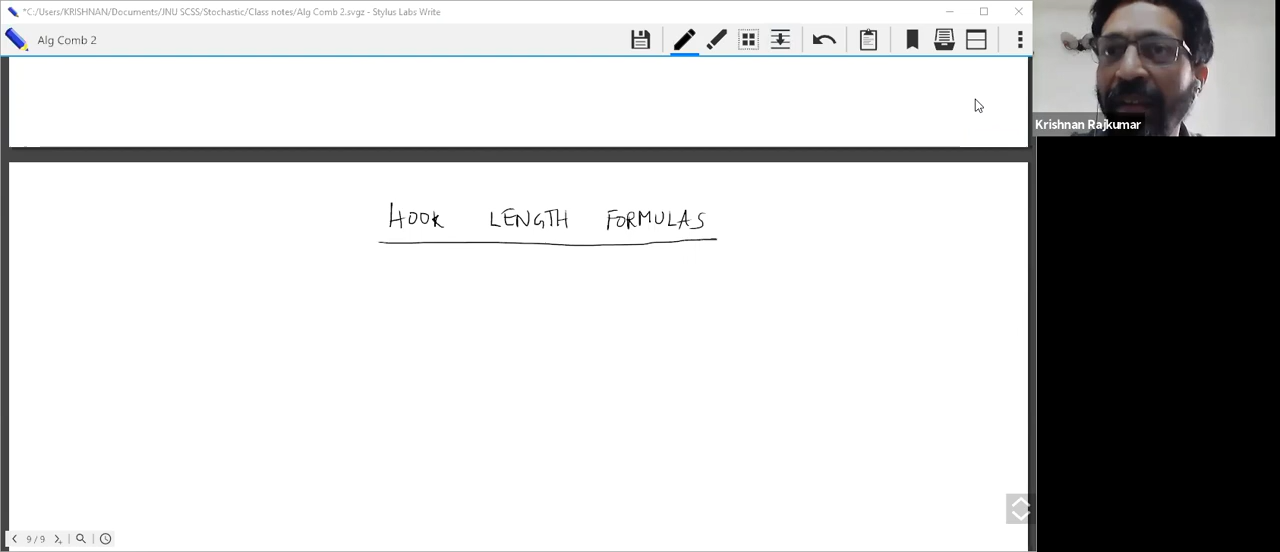 *C:/Users/KRISHNAN/Documents/JNU SCSS/Stochastic/Class notes/Alg Comb 2.svgz - Stylus Labs Write
Alg Comb 2
Krishnan Rajkumar
HOOK LENGTH FORMULAS
9/9